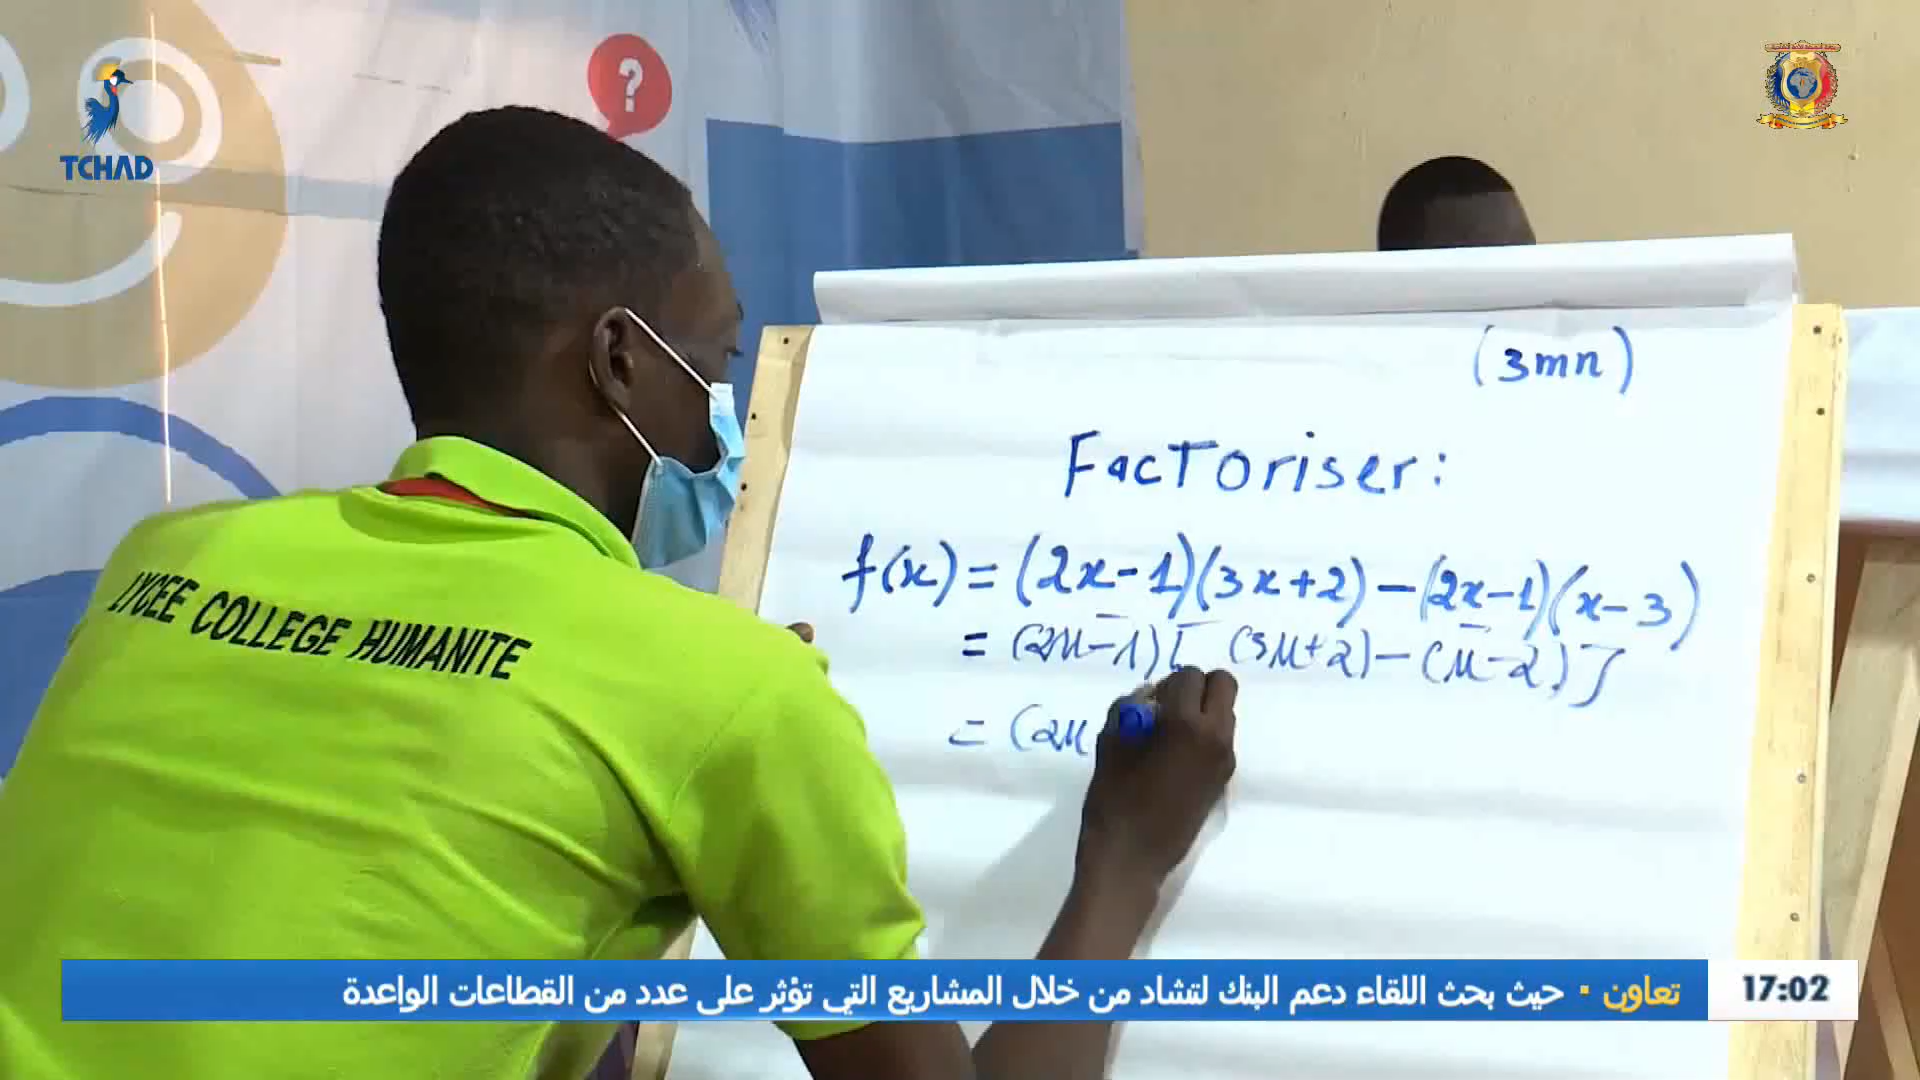 TCHAD
?
(3mn)
Factoriser:
f(x) = (2x-1)(3x+2) - (2x-1)(x-3)
= (2x-1)[ (3x+2) - (x-2) ]
= (2x
LYCEE COLLEGE HUMANITE
تعاون · حيث بحث اللقاء دعم البنك لتشاد من خلال المشاريع التي تؤثر على عدد من القطاعات الواعدة
17:02